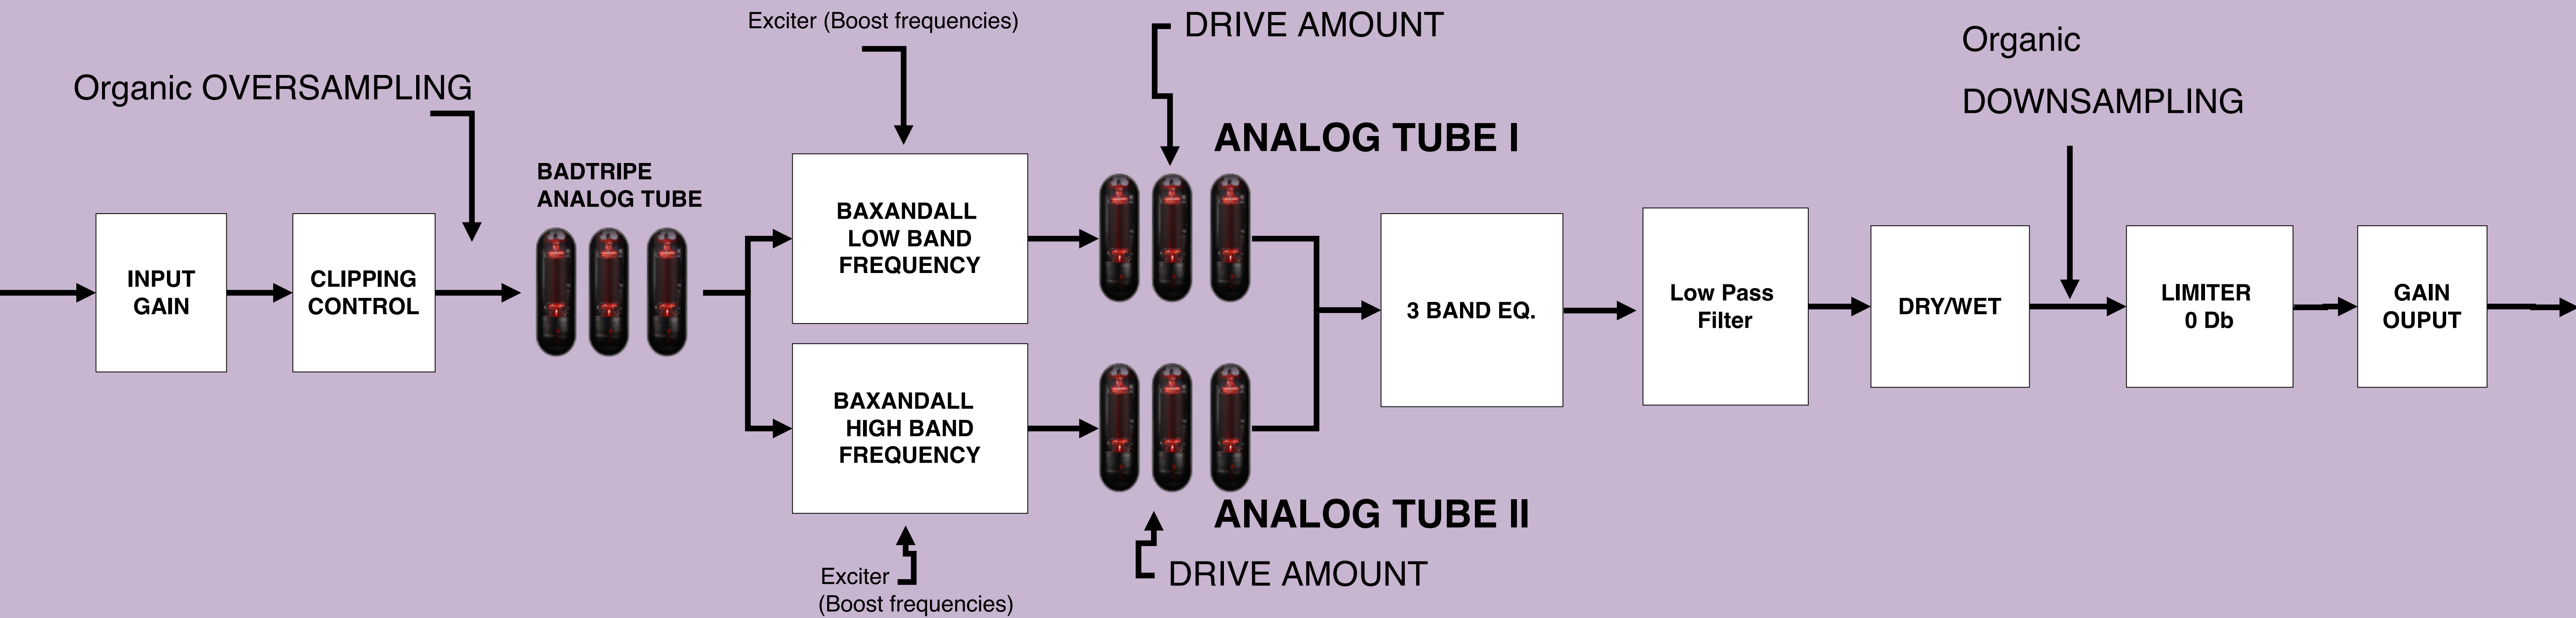 Exciter (Boost frequencies)
DRIVE AMOUNT
Organic
DOWNSAMPLING
Organic OVERSAMPLING
ANALOG TUBE I
BADTRIPE
ANALOG TUBE
INPUT
GAIN
CLIPPING
CONTROL
BAXANDALL
LOW BAND
FREQUENCY
BAXANDALL
HIGH BAND
FREQUENCY
3 BAND EQ.
Low Pass
Filter
DRY/WET
LIMITER
0 Db
GAIN
OUPUT
ANALOG TUBE II
DRIVE AMOUNT
Exciter
(Boost frequencies)